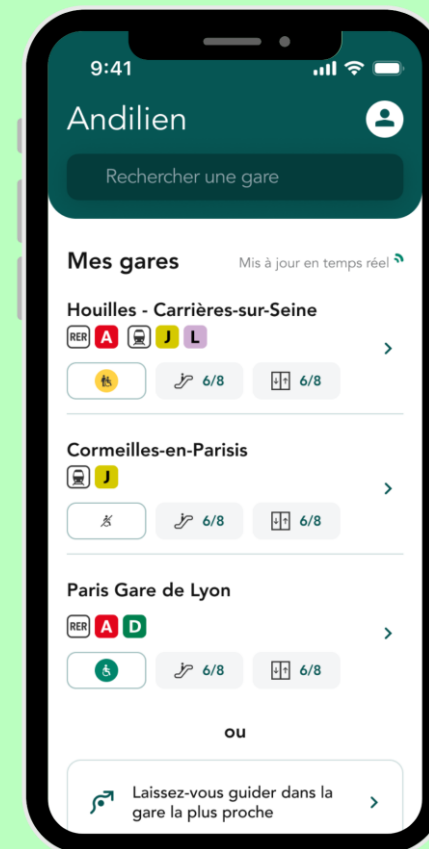 9:41
Andilien
Rechercher une gare
Mes gares Mis à jour en temps réel
Houilles - Carrières-sur-Seine
RER A J L
6/8 6/8
Cormeilles-en-Parisis
J
6/8 6/8
Paris Gare de Lyon
RER A D
6/8 6/8
ou
Laissez-vous guider dans la
gare la plus proche